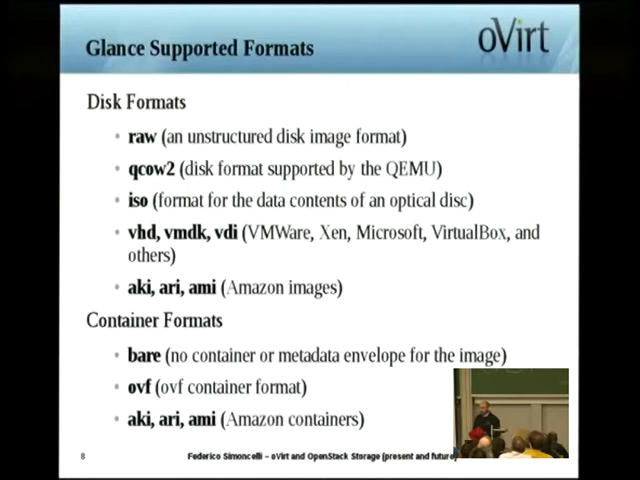 Glance Supported Formats
oVirt
Disk Formats
raw (an unstructured disk image format)
qcow2 (disk format supported by the QEMU)
iso (format for the data contents of an optical disc)
vhd, vmdk, vdi (VMWare, Xen, Microsoft, VirtualBox, and
others)
aki, ari, ami (Amazon images)
Container Formats
bare (no container or metadata envelope for the image)
ovf (ovf container format)
aki, ari, ami (Amazon containers)
8
Federico Simoncelli – oVirt and OpenStack Storage (present and future)